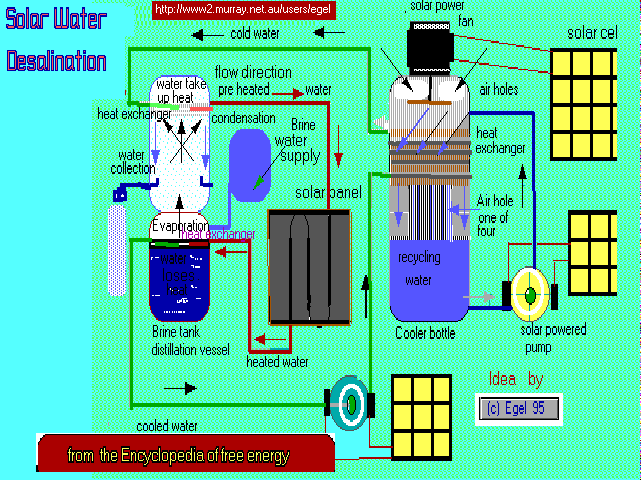 Solar Water
Desalination
http://www2.murray.net.au/users/egel
solar power
fan
cold water
solar cel
water take
up heat
flow direction
pre heated
water
air holes
heat exchanger
condensation
Brine
water
supply
heat
exchanger
water
collection
solar panel
Air hole
one of
four
Evaporation
heat exchanger
recycling
water
Brine tank
distillation vessel
heated water
Cooler bottle
solar powered
pump
Idea by
(c) Egel 95
cooled water
from the Encyclopedia of free energy